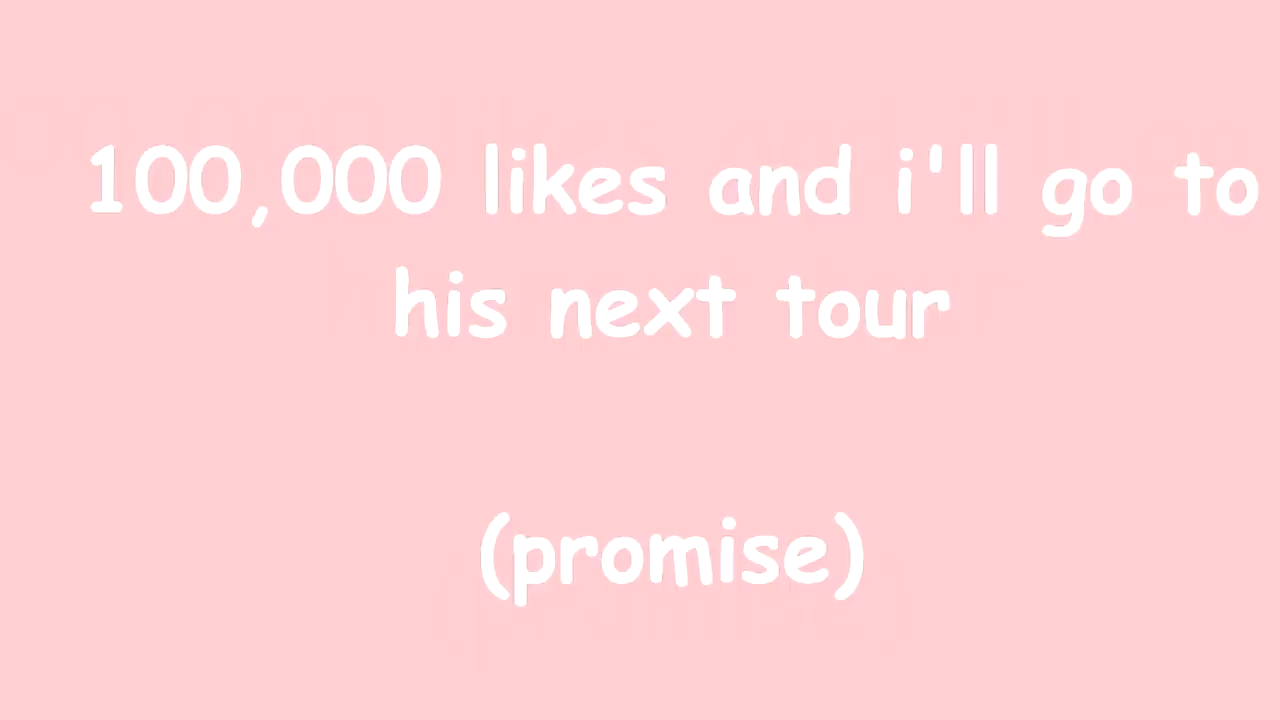 100,000 likes and i'll go to
his next tour
(promise)